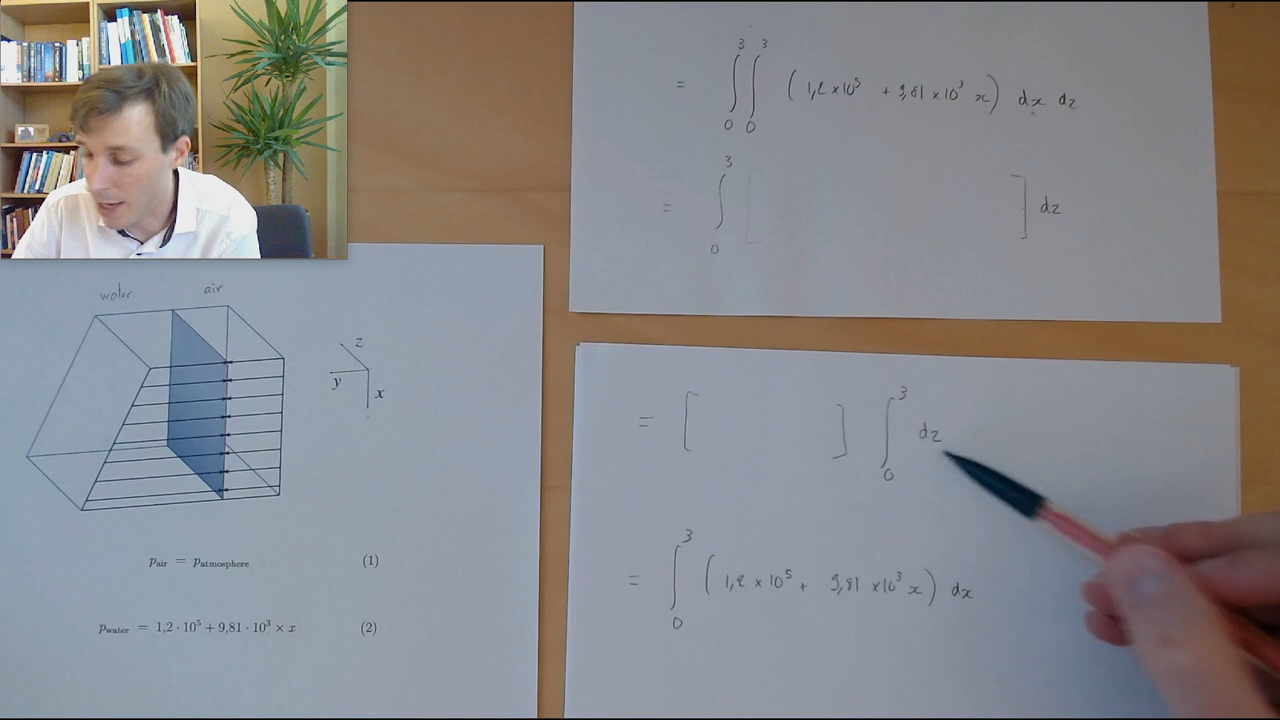 water air
z
y
x
p_air = p_atmosphere (1)
p_water = 1,2 · 10⁵ + 9,81 · 10³ × x (2)
= ∫₀³ ∫₀³ (1,2 × 10⁵ + 9,81 × 10³ x) dx dz
= ∫₀³ [ ] dz
= [ ] ∫₀³ dz
= ∫₀³ (1,2 × 10⁵ + 9,81 × 10³ x) dx